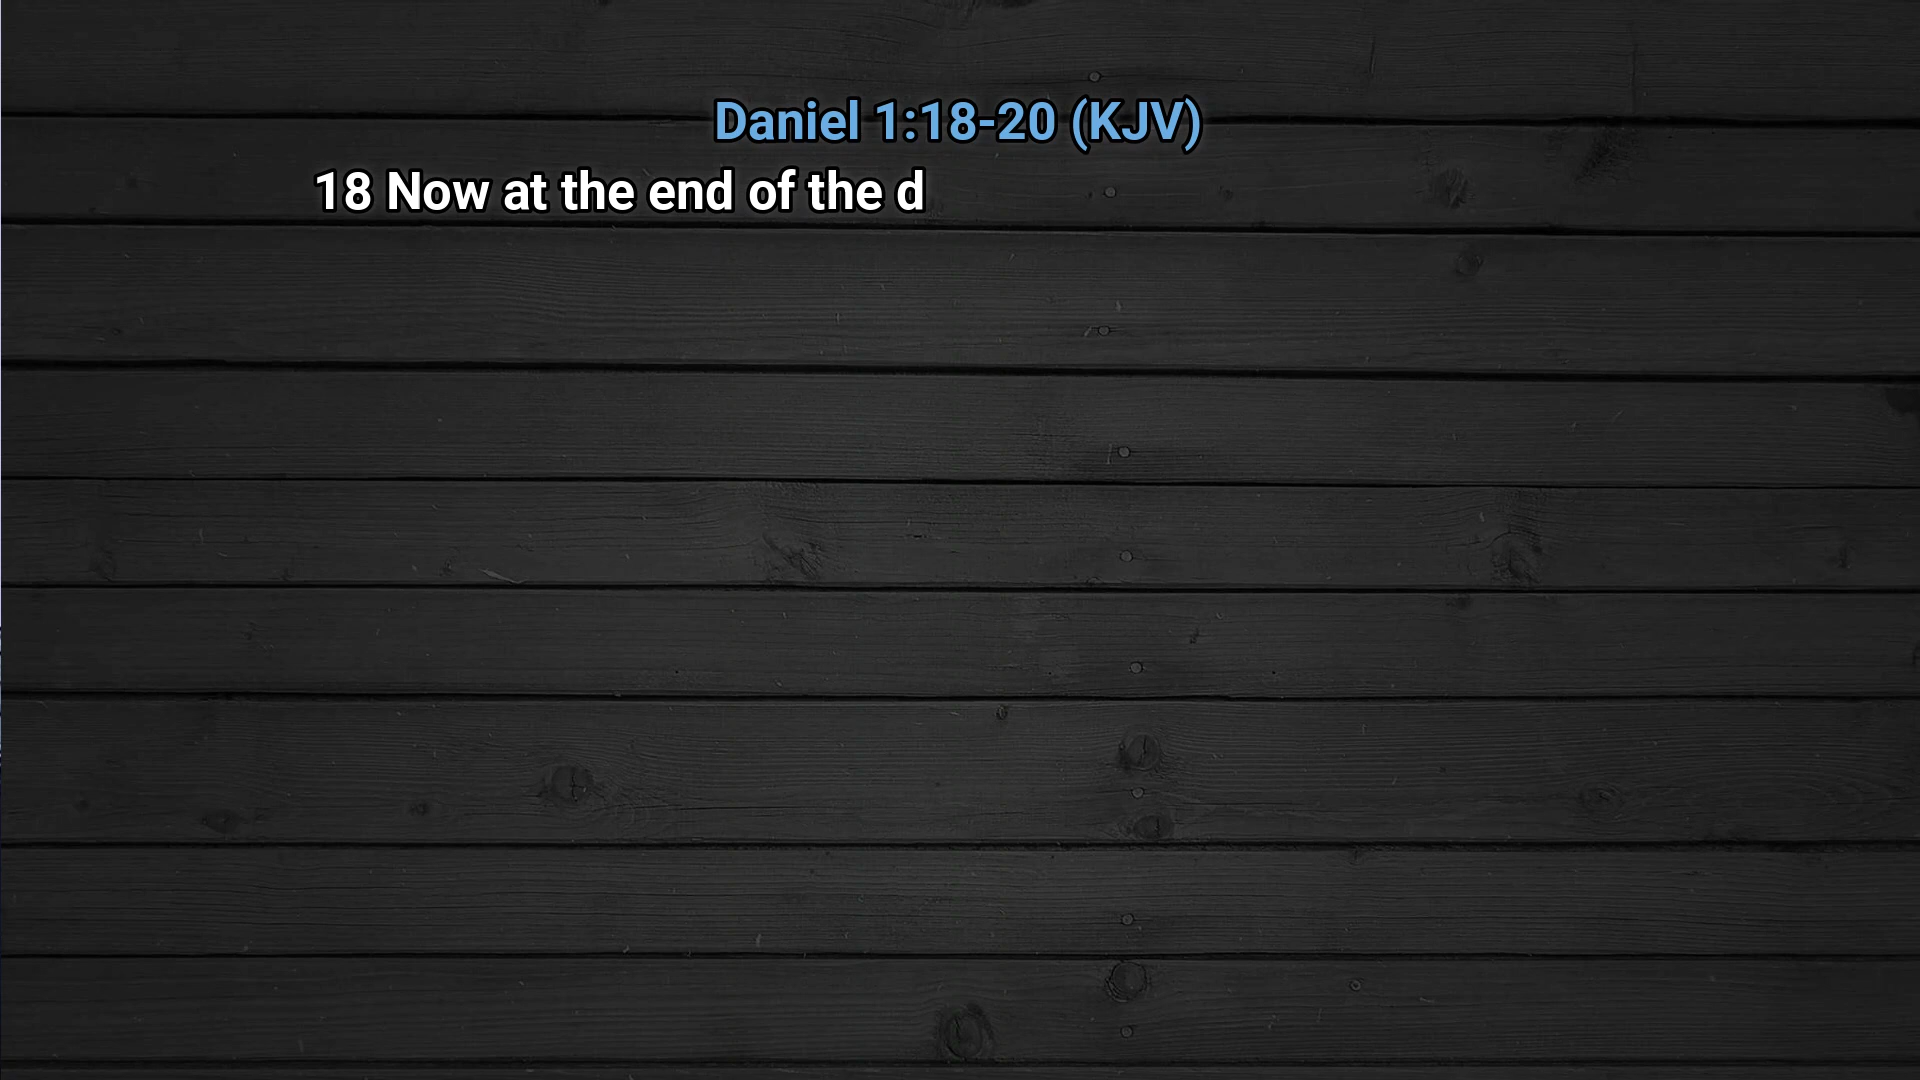 Daniel 1:18-20 (KJV)
18 Now at the end of the d